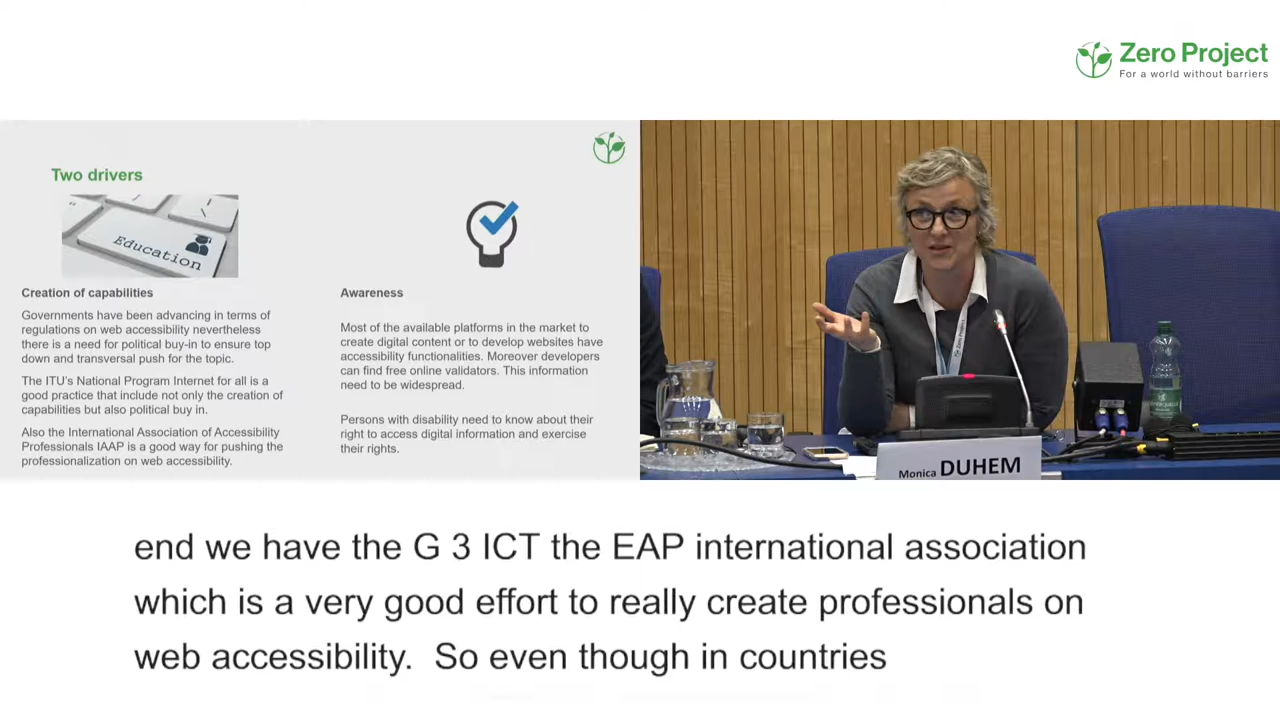 Zero Project
For a world without barriers
Two drivers
Education
Creation of capabilities
Governments have been advancing in terms of
regulations on web accessibility nevertheless
there is a need for political buy-in to ensure top
down and transversal push for the topic.
The ITU's National Program Internet for all is a
good practice that include not only the creation of
capabilities but also political buy in.
Also the International Association of Accessibility
Professionals IAAP is a good way for pushing the
professionalization on web accessibility.
Awareness
Most of the available platforms in the market to
create digital content or to develop websites have
accessibility functionalities. Moreover developers
can find free online validators. This information
need to be widespread.
Persons with disability need to know about their
right to access digital information and exercise
their rights.
Monica DUHEM
end we have the G 3 ICT the EAP international association
which is a very good effort to really create professionals on
web accessibility.  So even though in countries